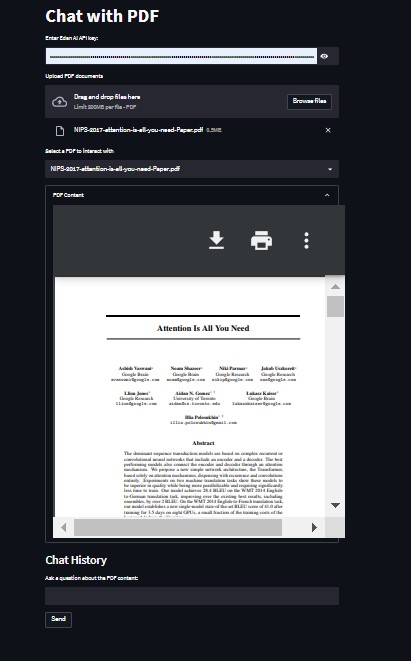 Chat with PDF
Enter Eden AI API key:
Upload PDF documents
Drag and drop files here
Limit 200MB per file • PDF
Browse files
NIPS-2017-attention-is-all-you-need-Paper.pdf 0.5MB
Select a PDF to interact with
NIPS-2017-attention-is-all-you-need-Paper.pdf
PDF Content
Attention Is All You Need
Ashish Vaswani* Noam Shazeer* Niki Parmar* Jakob Uszkoreit*
Google Brain Google Brain Google Research Google Research
avaswani@google.com noam@google.com nikip@google.com usz@google.com
Llion Jones* Aidan N. Gomez* † Łukasz Kaiser*
Google Research University of Toronto Google Brain
llion@google.com aidan@cs.toronto.edu lukaszkaiser@google.com
Illia Polosukhin* ‡
illia.polosukhin@gmail.com
Abstract
The dominant sequence transduction models are based on complex recurrent or
convolutional neural networks that include an encoder and a decoder. The best
performing models also connect the encoder and decoder through an attention
mechanism. We propose a new simple network architecture, the Transformer,
based solely on attention mechanisms, dispensing with recurrence and convolutions
entirely. Experiments on two machine translation tasks show these models to
be superior in quality while being more parallelizable and requiring significantly
less time to train. Our model achieves 28.4 BLEU on the WMT 2014 English-
to-German translation task, improving over the existing best results, including
ensembles, by over 2 BLEU. On the WMT 2014 English-to-French translation task,
our model establishes a new single-model state-of-the-art BLEU score of 41.0 after
training for 3.5 days on eight GPUs, a small fraction of the training costs of the
Chat History
Ask a question about the PDF content:
Send